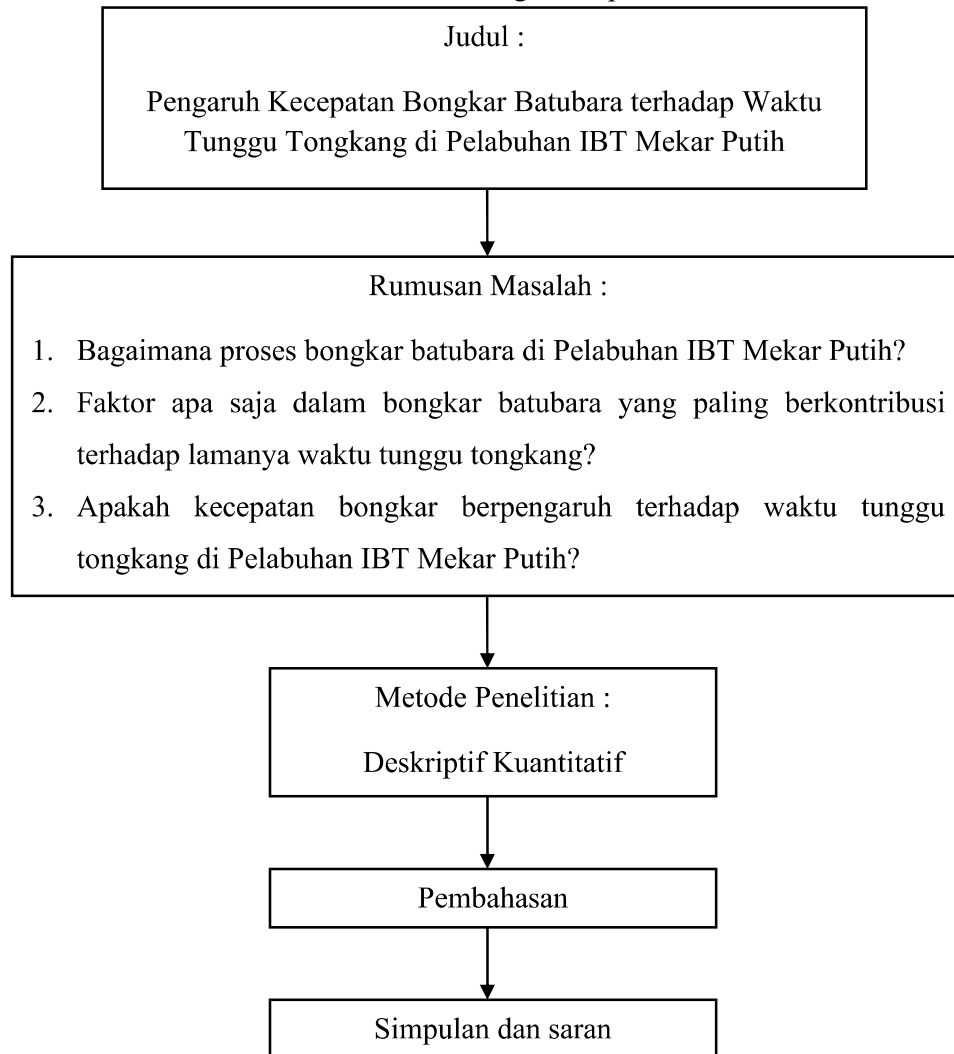 Judul :
Pengaruh Kecepatan Bongkar Batubara terhadap Waktu
Tunggu Tongkang di Pelabuhan IBT Mekar Putih
Rumusan Masalah :
1. Bagaimana proses bongkar batubara di Pelabuhan IBT Mekar Putih?
2. Faktor apa saja dalam bongkar batubara yang paling berkontribusi
terhadap lamanya waktu tunggu tongkang?
3. Apakah kecepatan bongkar berpengaruh terhadap waktu tunggu
tongkang di Pelabuhan IBT Mekar Putih?
Metode Penelitian :
Deskriptif Kuantitatif
Pembahasan
Simpulan dan saran